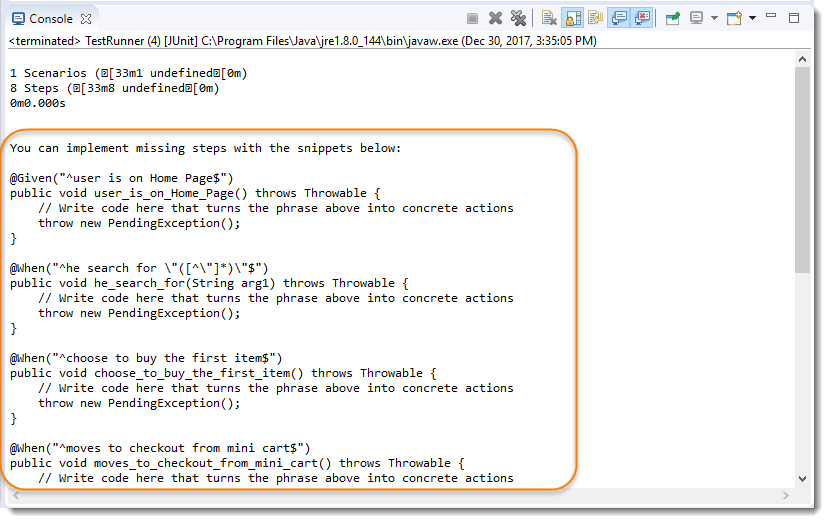 Console
<terminated> TestRunner (4) [JUnit] C:\Program Files\Java\jre1.8.0_144\bin\javaw.exe (Dec 30, 2017, 3:35:05 PM)
1 Scenarios ([33m1 undefined[0m)
8 Steps ([33m8 undefined[0m)
0m0.000s
You can implement missing steps with the snippets below:
@Given("^user is on Home Page$")
public void user_is_on_Home_Page() throws Throwable {
    // Write code here that turns the phrase above into concrete actions
    throw new PendingException();
}
@When("^he search for \"([^\"]*)\"$")
public void he_search_for(String arg1) throws Throwable {
    // Write code here that turns the phrase above into concrete actions
    throw new PendingException();
}
@When("^choose to buy the first item$")
public void choose_to_buy_the_first_item() throws Throwable {
    // Write code here that turns the phrase above into concrete actions
    throw new PendingException();
}
@When("^moves to checkout from mini cart$")
public void moves_to_checkout_from_mini_cart() throws Throwable {
    // Write code here that turns the phrase above into concrete actions